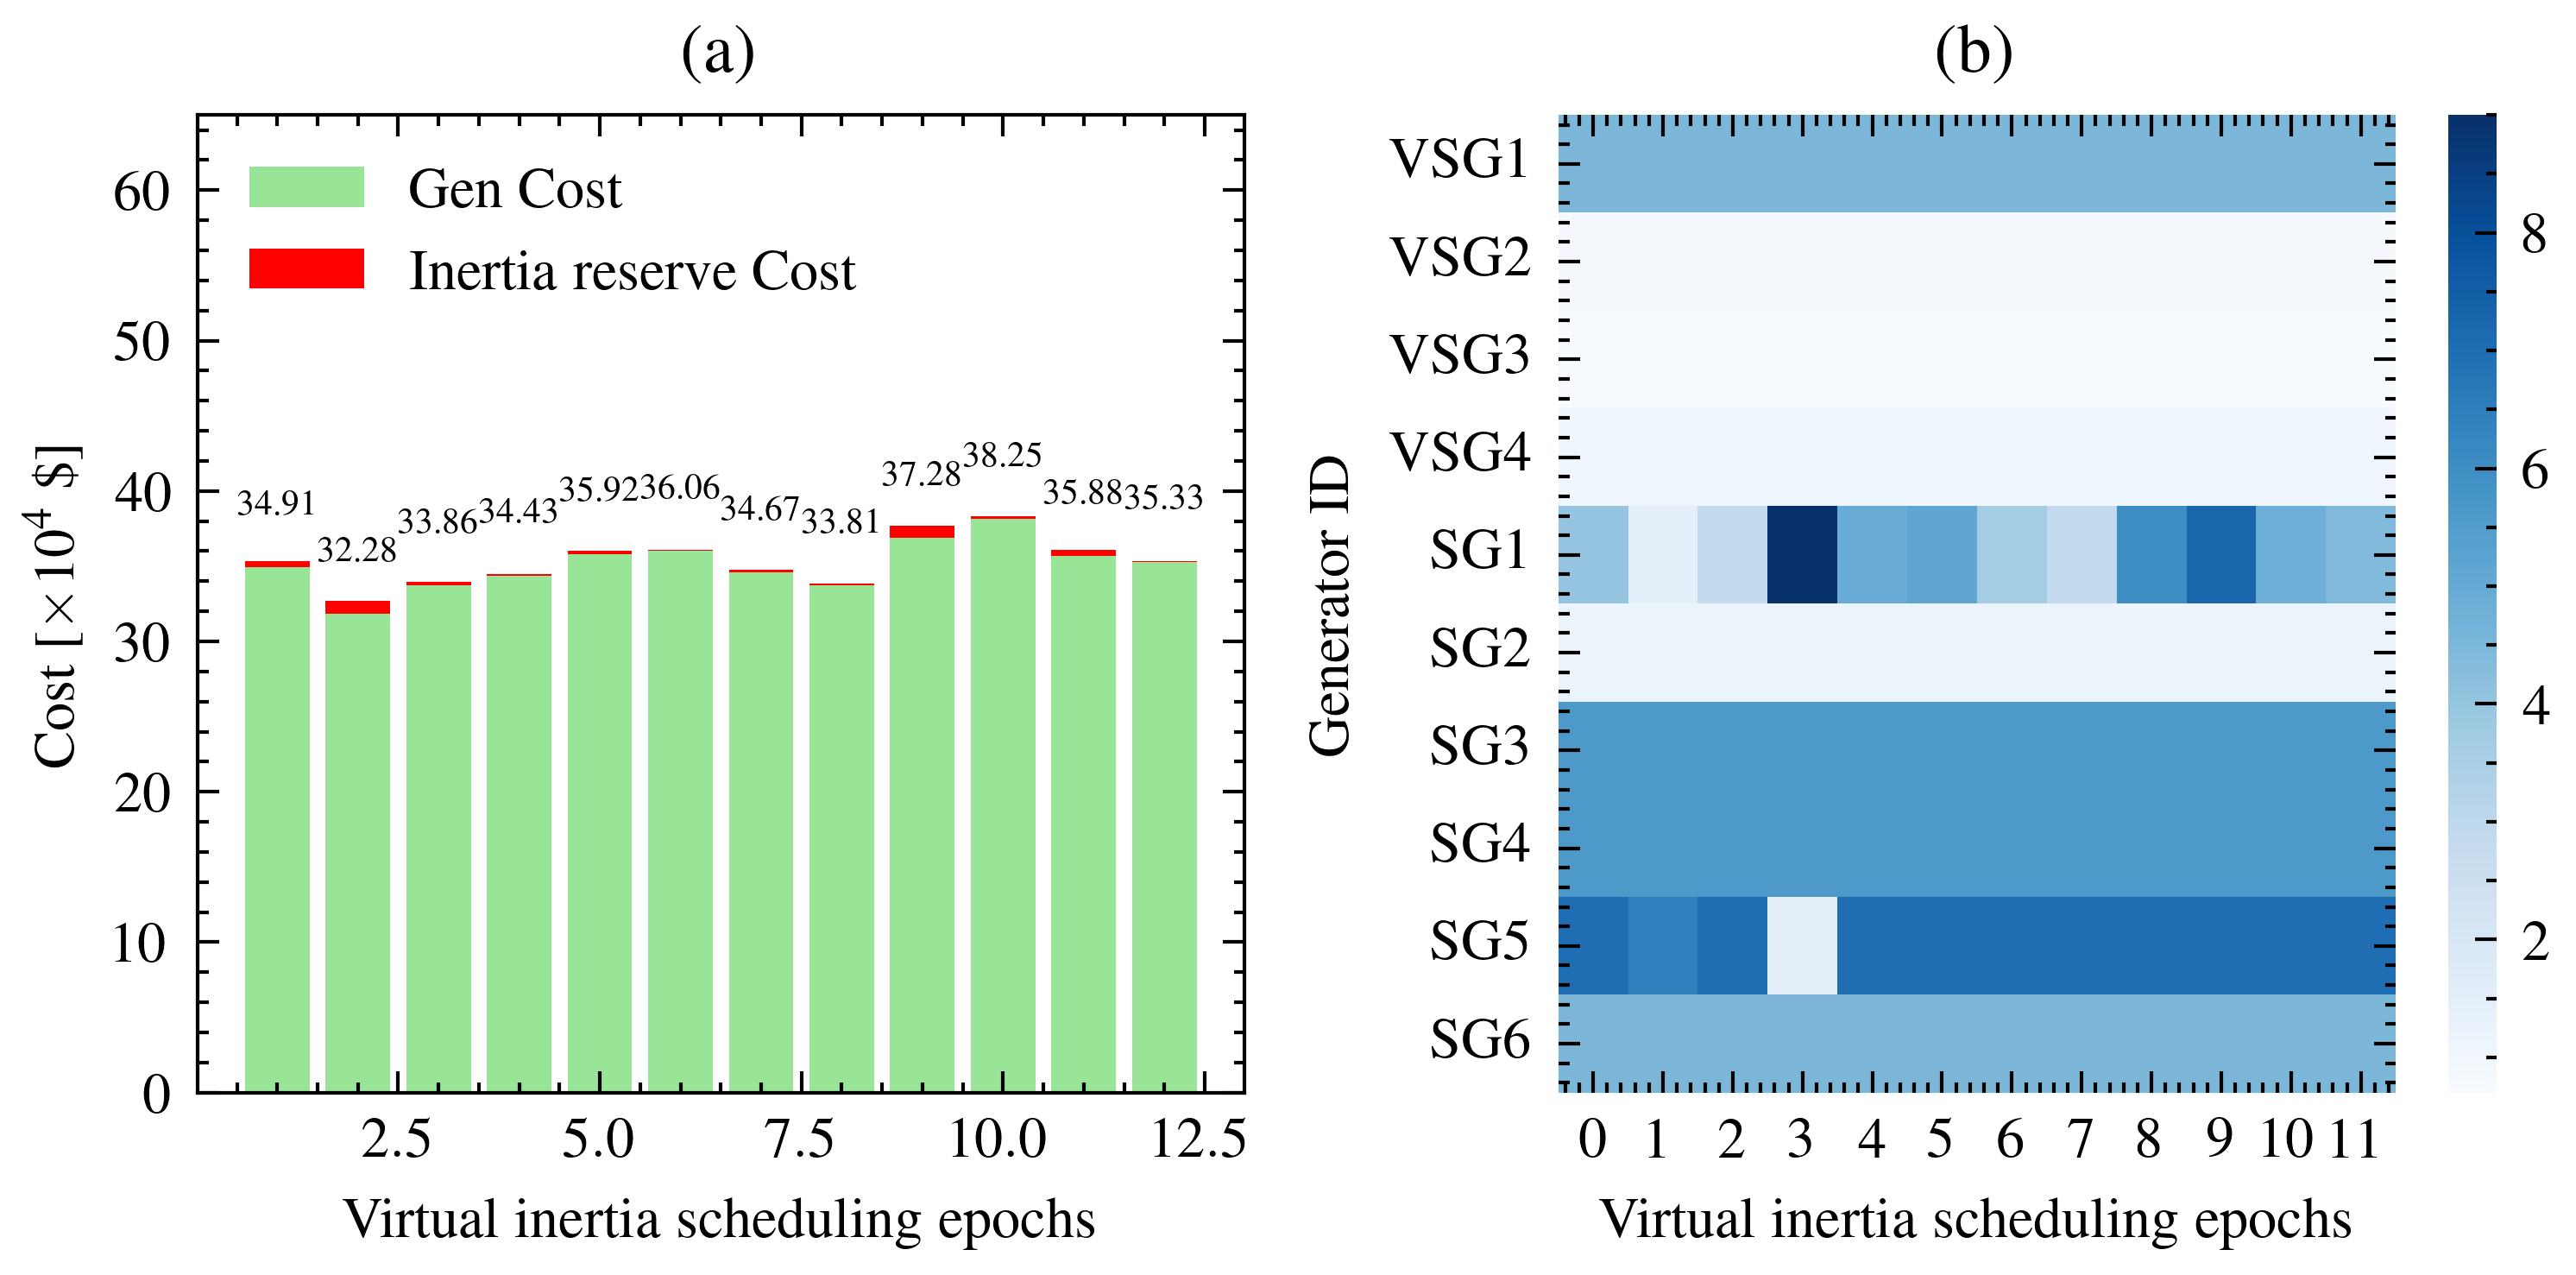 (a)
Gen Cost
Inertia reserve Cost
60
50
40
30
20
10
0
Cost [×10⁴ $]
34.91
32.28
33.86
34.43
35.92
36.06
34.67
33.81
37.28
38.25
35.88
35.33
2.5 5.0 7.5 10.0 12.5
Virtual inertia scheduling epochs
(b)
Generator ID
VSG1
VSG2
VSG3
VSG4
SG1
SG2
SG3
SG4
SG5
SG6
0 1 2 3 4 5 6 7 8 9 10 11
Virtual inertia scheduling epochs
8
6
4
2